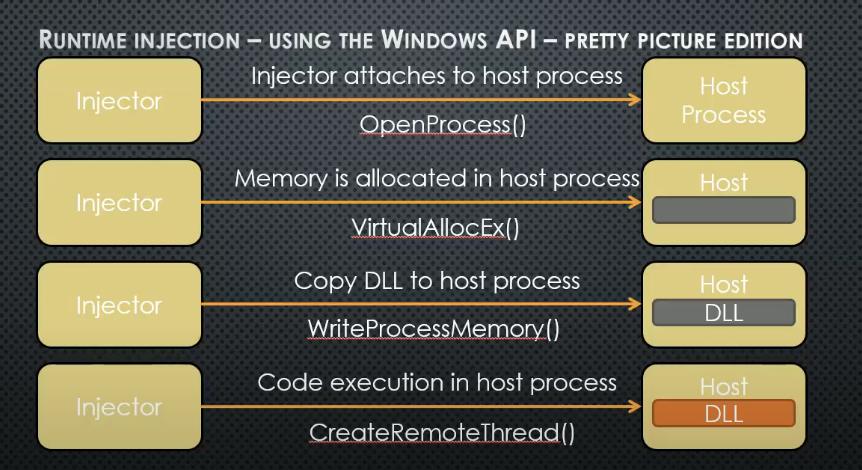 RUNTIME INJECTION – USING THE WINDOWS API – PRETTY PICTURE EDITION
Injector
Injector attaches to host process
OpenProcess()
Host
Process
Injector
Memory is allocated in host process
VirtualAllocEx()
Host
Injector
Copy DLL to host process
WriteProcessMemory()
Host
DLL
Injector
Code execution in host process
CreateRemoteThread()
Host
DLL